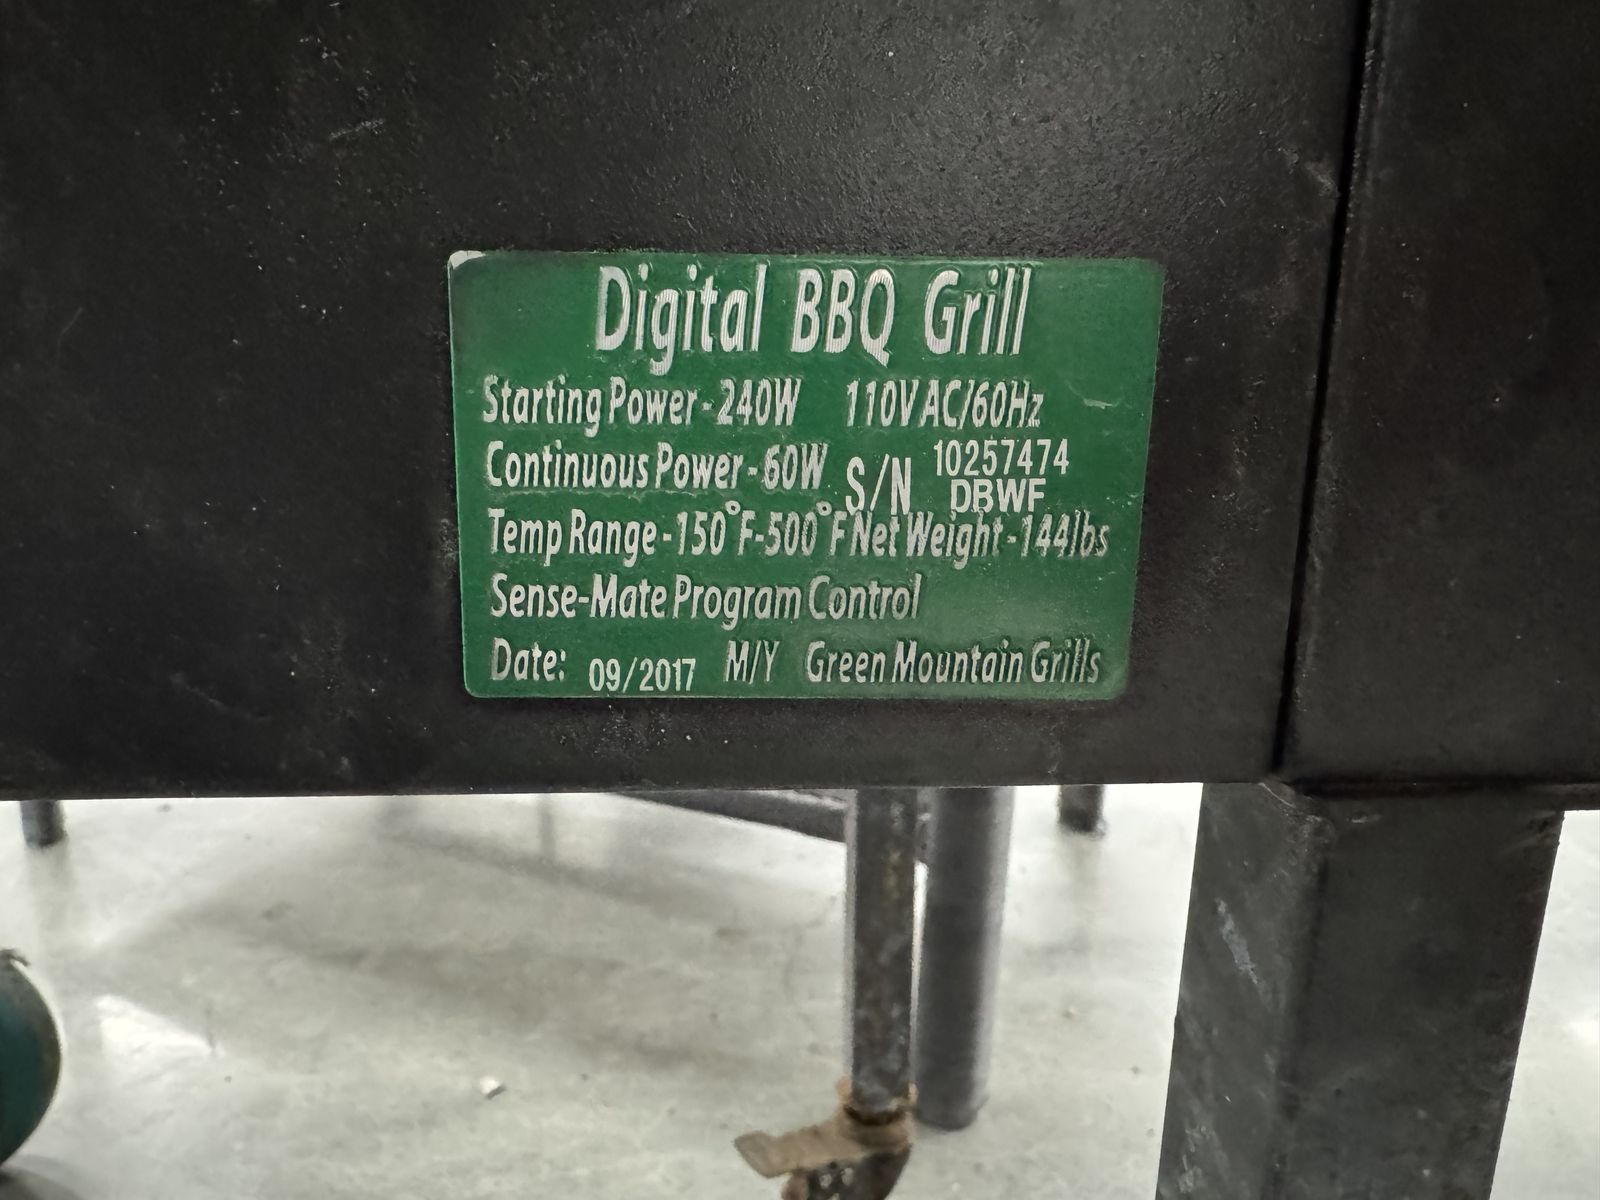 Digital BBQ Grill
Starting Power - 240W 110V AC/60Hz
Continuous Power - 60W S/N 10257474
DBWF
Temp Range - 150°F-500°F Net Weight - 144lbs
Sense-Mate Program Control
Date: 09/2017 M/Y Green Mountain Grills